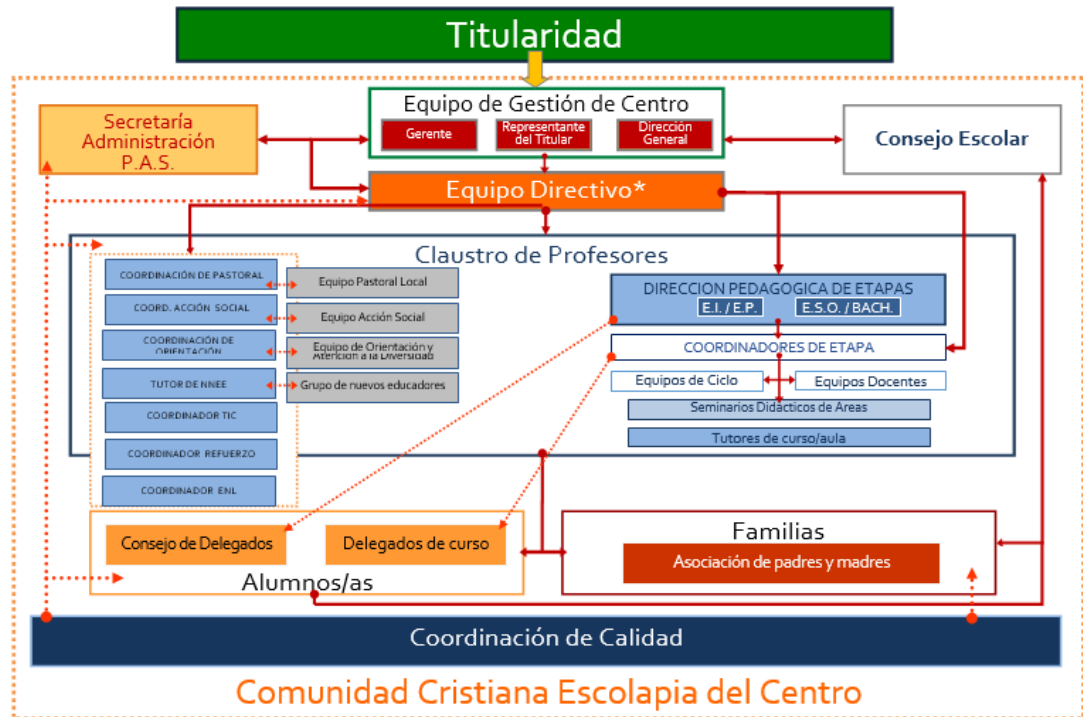 Titularidad
Equipo de Gestión de Centro
Gerente
Representante
del Titular
Dirección
General
Secretaría
Administración
P.A.S.
Consejo Escolar
Equipo Directivo*
Claustro de Profesores
COORDINACIÓN DE PASTORAL
Equipo Pastoral Local
COORD. ACCIÓN SOCIAL
Equipo Acción Social
COORDINACIÓN DE
ORIENTACIÓN
Equipo de Orientación y
Atención a la Diversidad
TUTOR DE NNEE
Grupo de nuevos educadores
COORDINADOR TIC
COORDINADOR REFUERZO
COORDINADOR ENL
DIRECCION PEDAGOGICA DE ETAPAS
E.I. / E.P.
E.S.O. / BACH.
COORDINADORES DE ETAPA
Equipos de Ciclo
Equipos Docentes
Seminarios Didácticos de Areas
Tutores de curso/aula
Consejo de Delegados
Delegados de curso
Alumnos/as
Familias
Asociación de padres y madres
Coordinación de Calidad
Comunidad Cristiana Escolapia del Centro